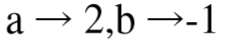 a → 2,b →-1